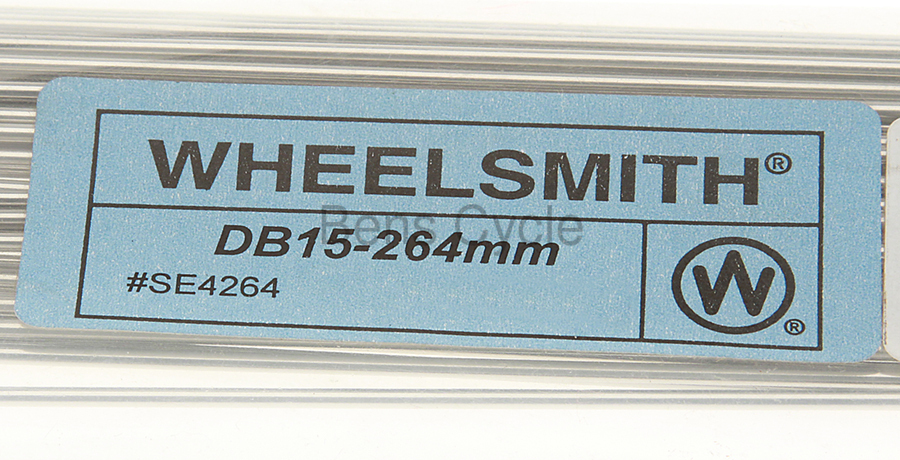 WHEELSMITH®
Bens Cycle
DB15-264mm
#SE4264
W®